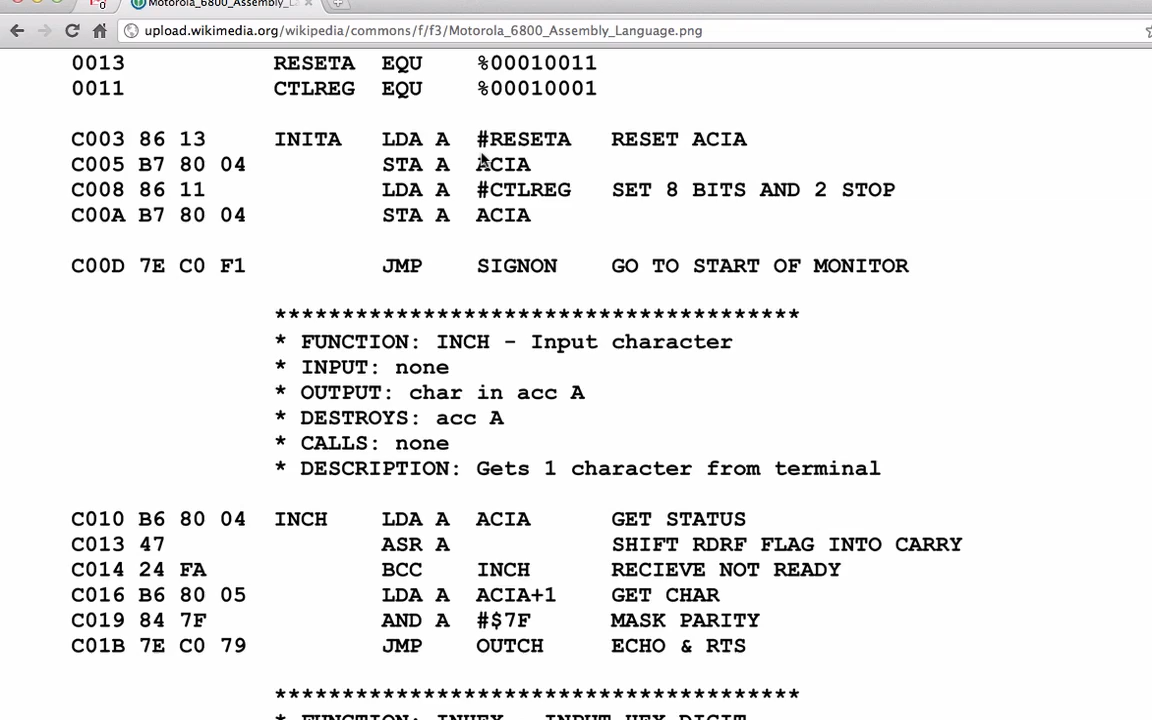 Motorola_6800_Assembly_L
upload.wikimedia.org/wikipedia/commons/f/f3/Motorola_6800_Assembly_Language.png
0013 RESETA EQU %00010011
0011 CTLREG EQU %00010001
C003 86 13 INITA LDA A #RESETA RESET ACIA
C005 B7 80 04 STA A ACIA
C008 86 11 LDA A #CTLREG SET 8 BITS AND 2 STOP
C00A B7 80 04 STA A ACIA
C00D 7E C0 F1 JMP SIGNON GO TO START OF MONITOR
***************************************
* FUNCTION: INCH - Input character
* INPUT: none
* OUTPUT: char in acc A
* DESTROYS: acc A
* CALLS: none
* DESCRIPTION: Gets 1 character from terminal
C010 B6 80 04 INCH LDA A ACIA GET STATUS
C013 47 ASR A SHIFT RDRF FLAG INTO CARRY
C014 24 FA BCC INCH RECIEVE NOT READY
C016 B6 80 05 LDA A ACIA+1 GET CHAR
C019 84 7F AND A #$7F MASK PARITY
C01B 7E C0 79 JMP OUTCH ECHO & RTS
***************************************
* FUNCTION: INHEX - INPUT HEX DIGIT